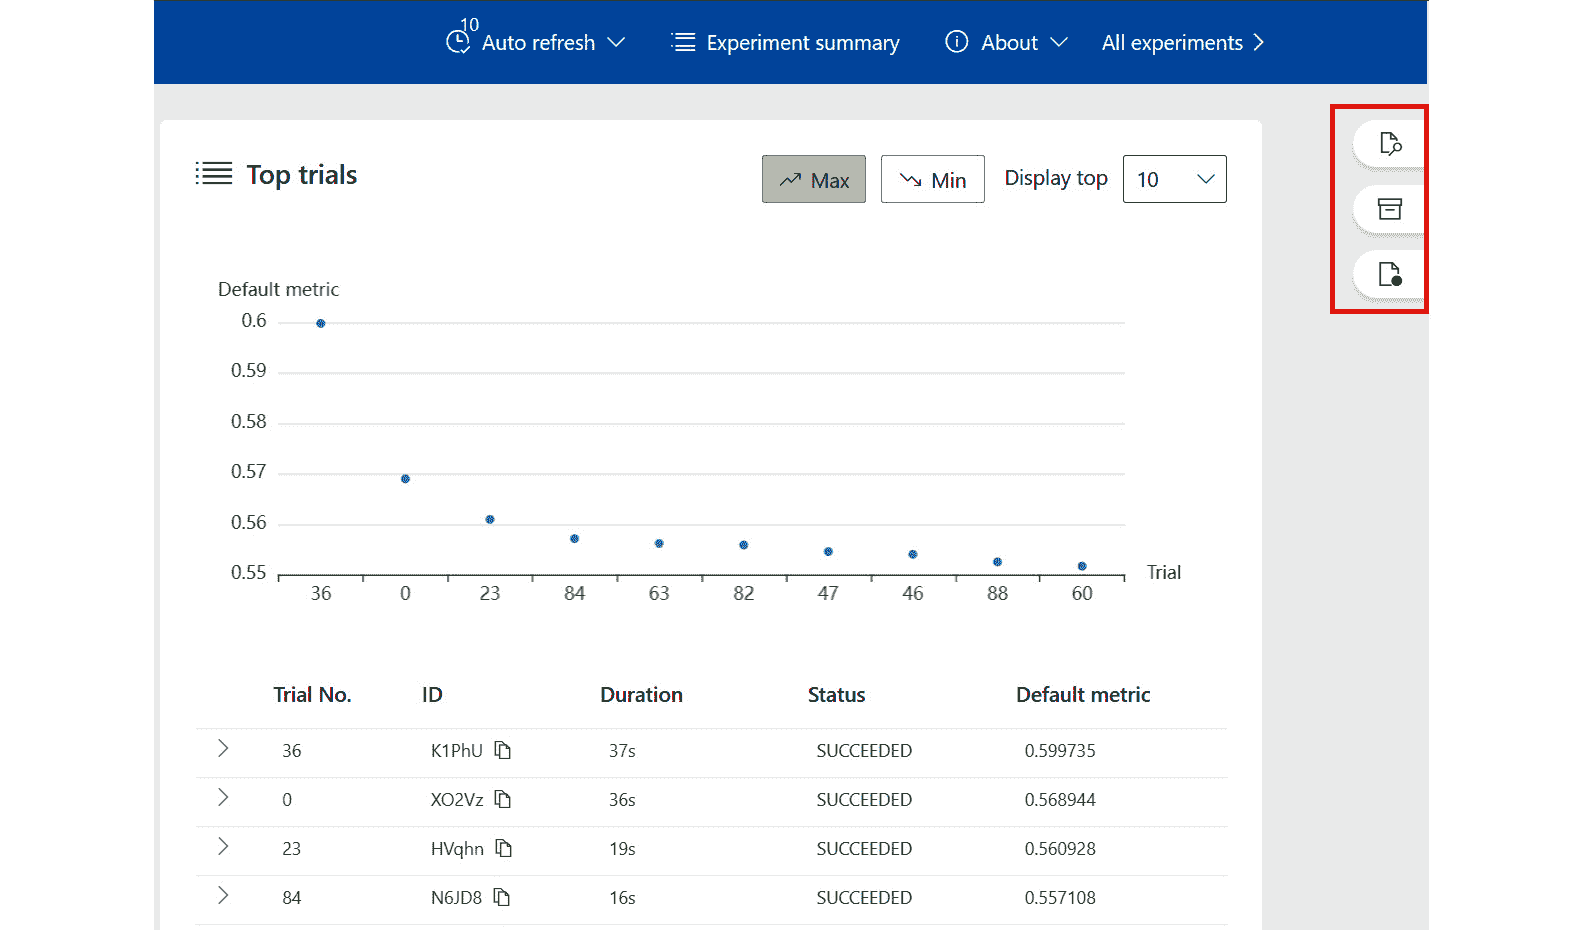 10
Auto refresh Experiment summary About All experiments
Top trials Max Min Display top 10
Default metric
0.6
0.59
0.58
0.57
0.56
0.55
Trial
36 0 23 84 63 82 47 46 88 60
Trial No. ID Duration Status Default metric
36 K1PhU 37s SUCCEEDED 0.599735
0 XO2Vz 36s SUCCEEDED 0.568944
23 HVqhn 19s SUCCEEDED 0.560928
84 N6JD8 16s SUCCEEDED 0.557108